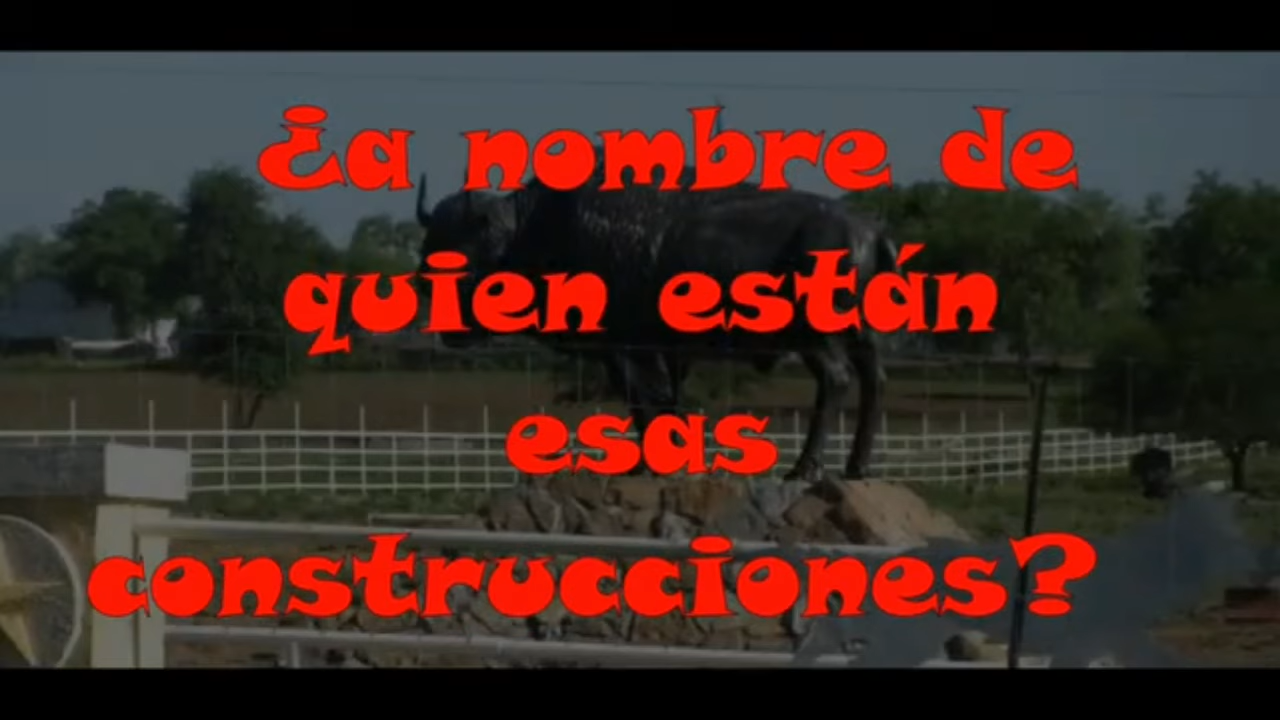 ¿a nombre de
quien están
esas
construcciones?